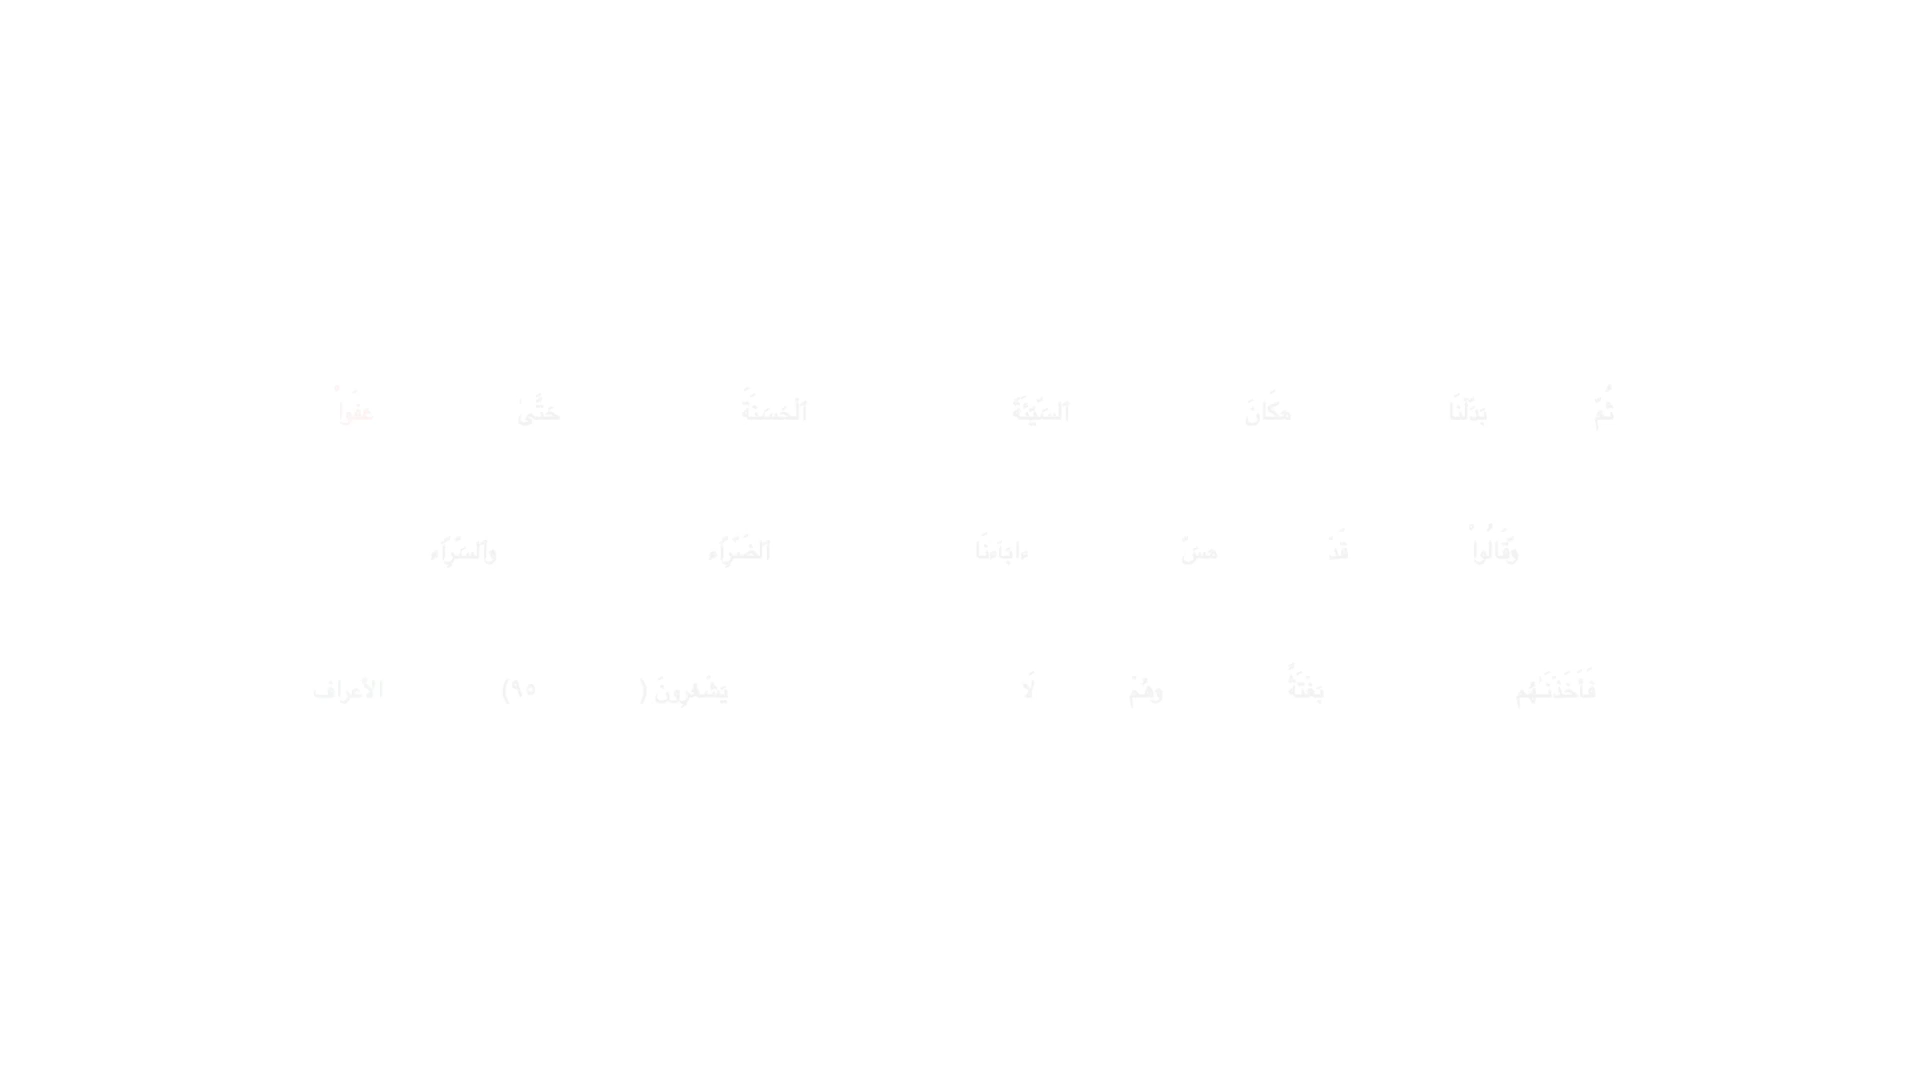 ثُمَّ بَدَّلْنَا مَكَانَ ٱلسَّيِّئَةِ ٱلْحَسَنَةَ حَتَّىٰ عَفَوا۟
وَّقَالُوا۟ قَدْ مَسَّ ءَابَآءَنَا ٱلضَّرَّآءُ وَٱلسَّرَّآءُ
فَأَخَذْنَـٰهُم بَغْتَةًۭ وَهُمْ لَا يَشْعُرُونَ ( ٩٥) الأعراف